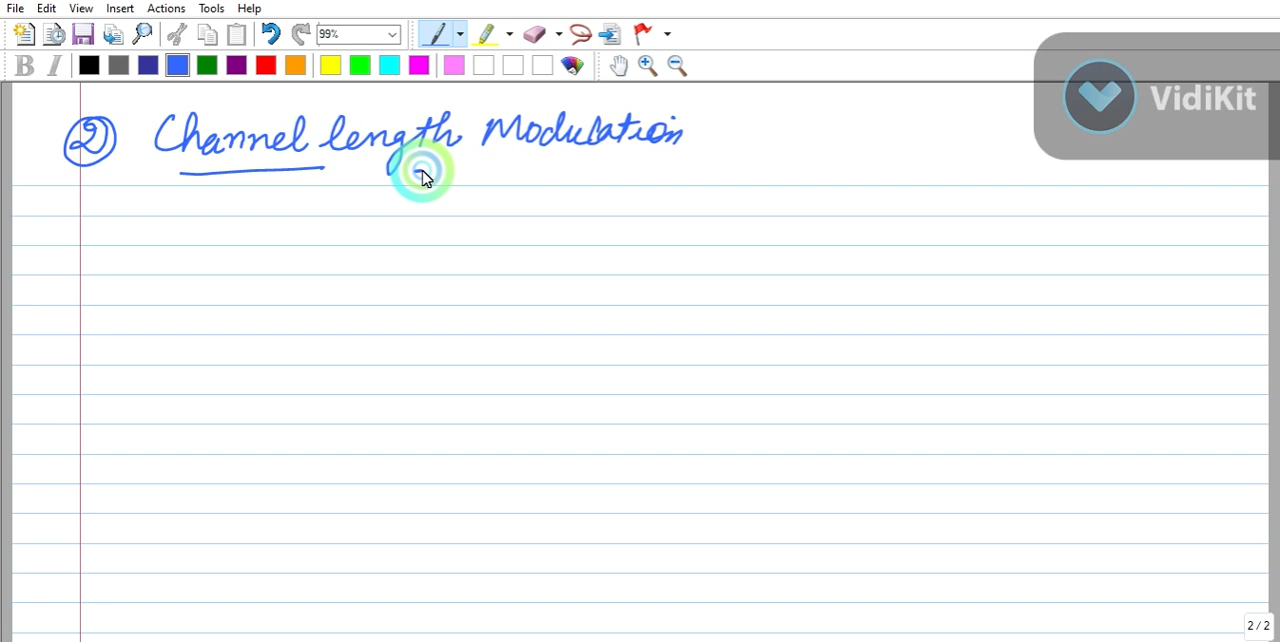 File Edit View Insert Actions Tools Help
99%
B I
VidiKit
2 Channel length Modulation
2 / 2